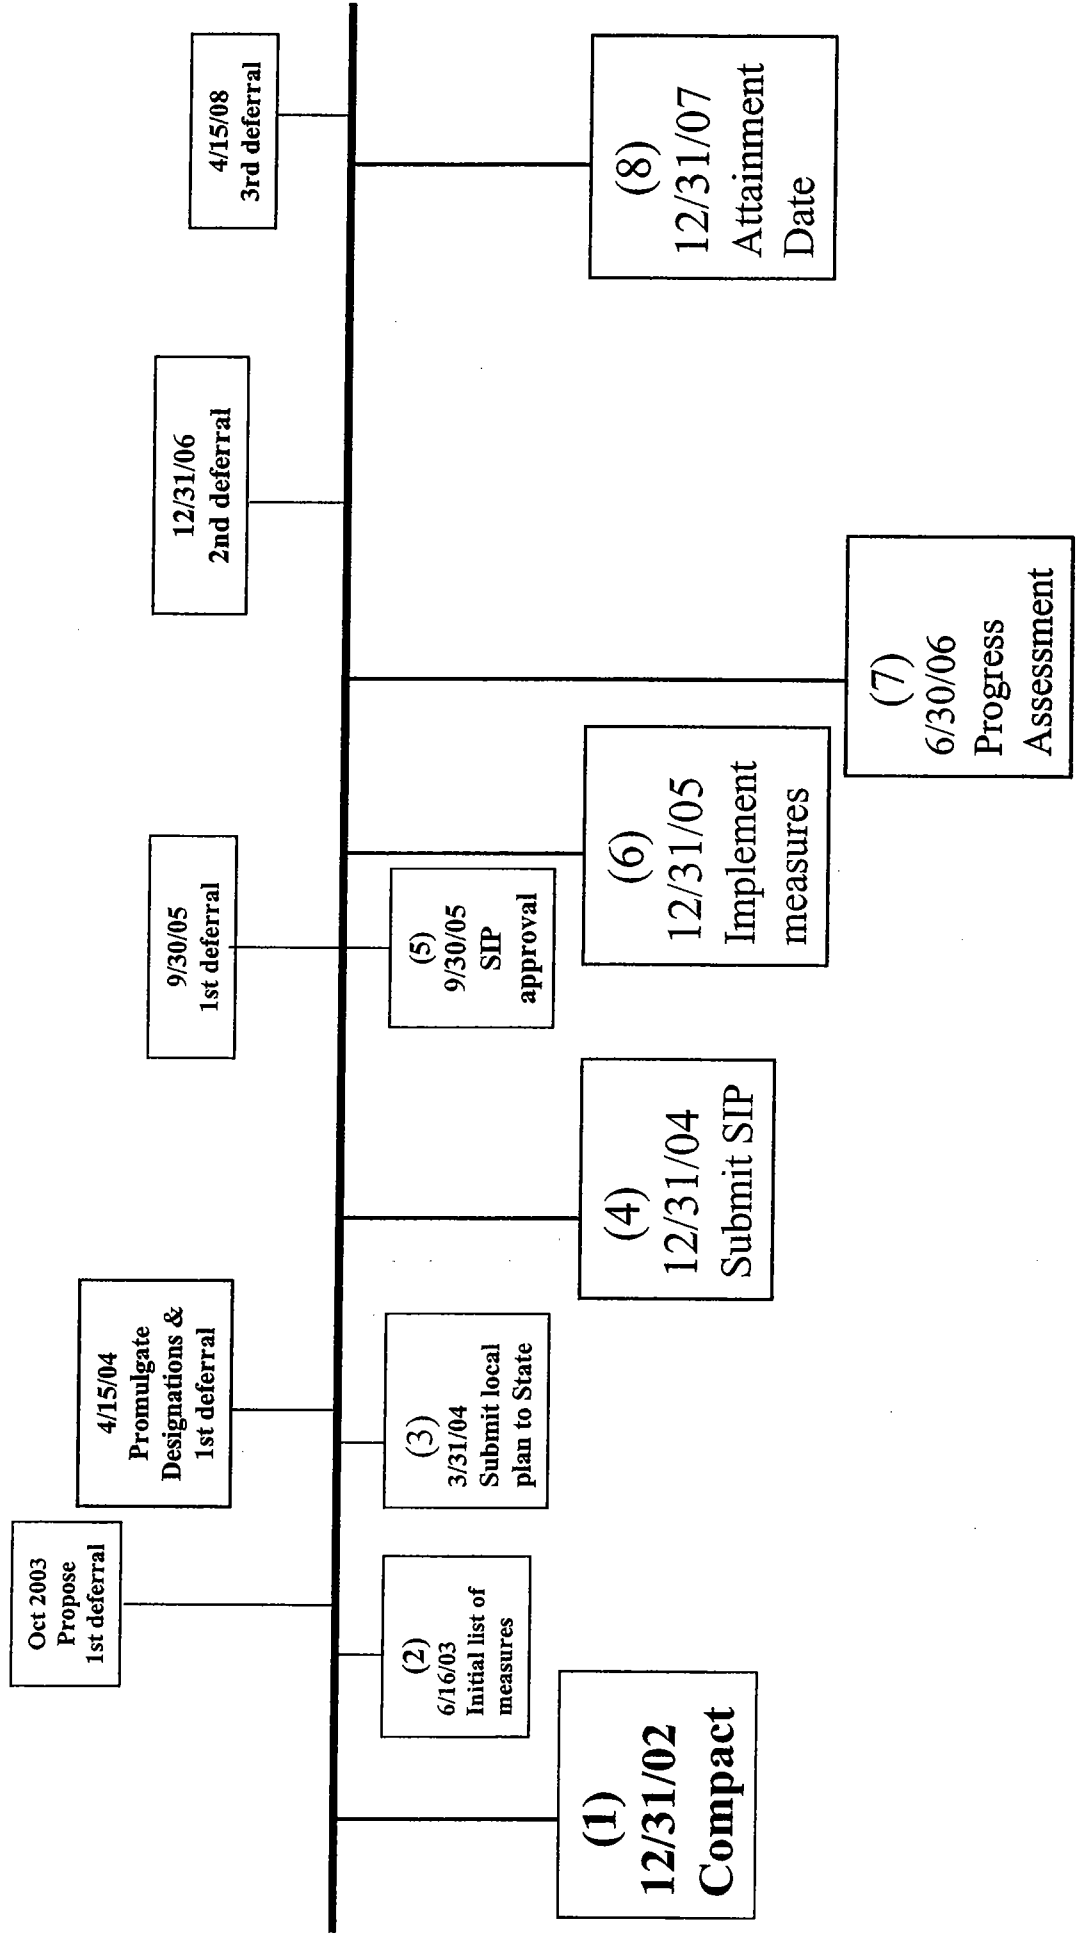 Oct 2003
Propose
1st deferral
4/15/04
Promulgate
Designations &
1st deferral
9/30/05
1st deferral
12/31/06
2nd deferral
4/15/08
3rd deferral
(1)
12/31/02
Compact
(2)
6/16/03
Initial list of
measures
(3)
3/31/04
Submit local
plan to State
(4)
12/31/04
Submit SIP
(5)
9/30/05
SIP
approval
(6)
12/31/05
Implement
measures
(7)
6/30/06
Progress
Assessment
(8)
12/31/07
Attainment
Date